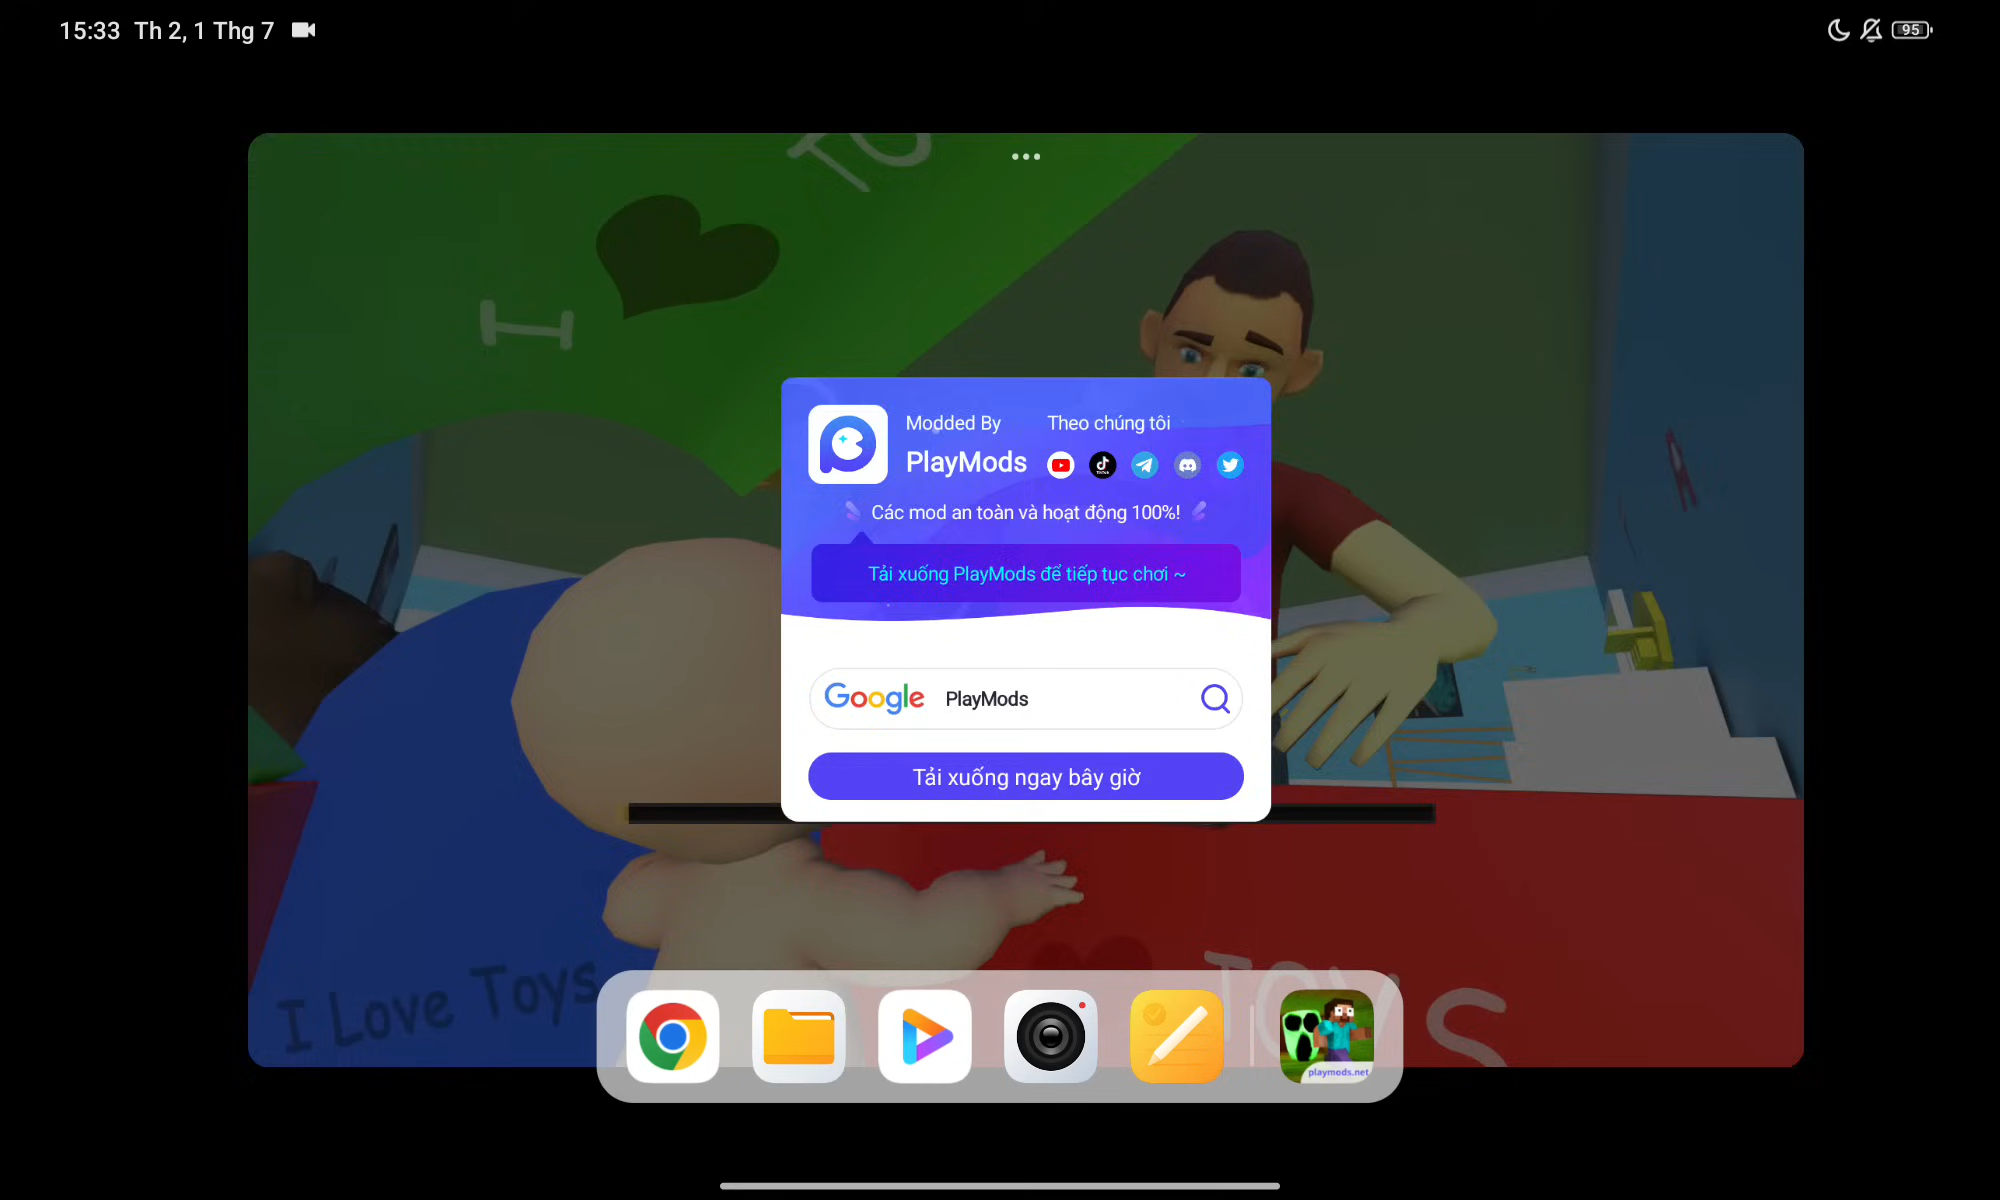 15:33 Th 2, 1 Thg 7
95
TO
I
Modded By
PlayMods
Theo chúng tôi
Các mod an toàn và hoạt động 100%!
Tải xuống PlayMods để tiếp tục chơi ~
Google PlayMods
Tải xuống ngay bây giờ
I Love Toys
TOYS
playmods.net